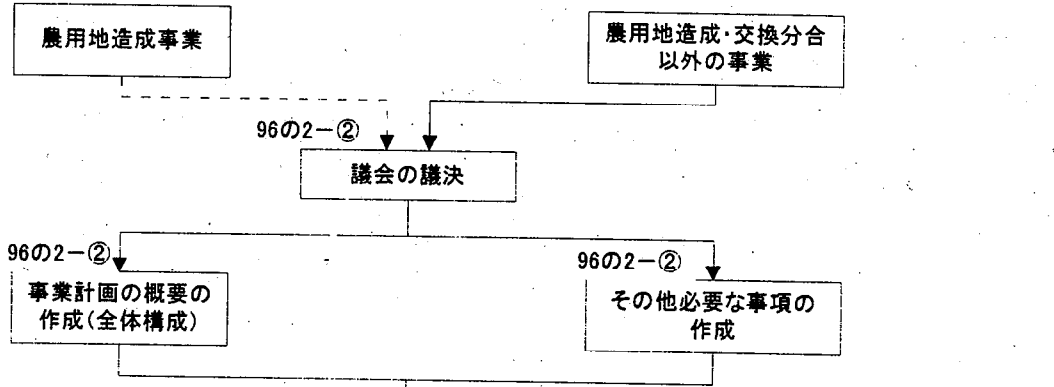 農用地造成事業
農用地造成・交換分合
以外の事業
96の2ー②
議会の議決
96の2ー②
事業計画の概要の
作成(全体構成)
96の2ー②
その他必要な事項の
作成